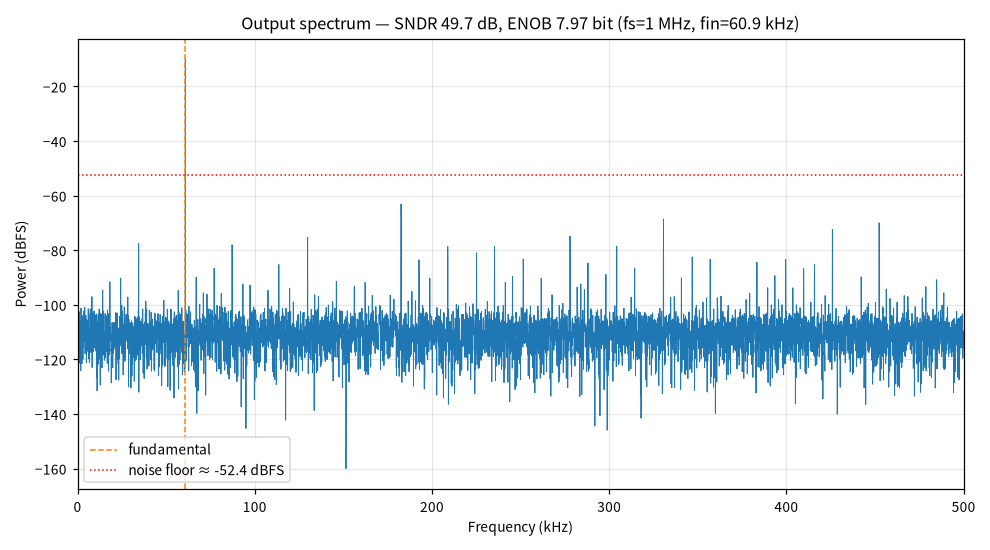 Output spectrum — SNDR 49.7 dB, ENOB 7.97 bit (fs=1 MHz, fin=60.9 kHz)
Power (dBFS)
−20
−40
−60
−80
−100
−120
−140
−160
fundamental
noise floor ≈ -52.4 dBFS
0 100 200 300 400 500
Frequency (kHz)